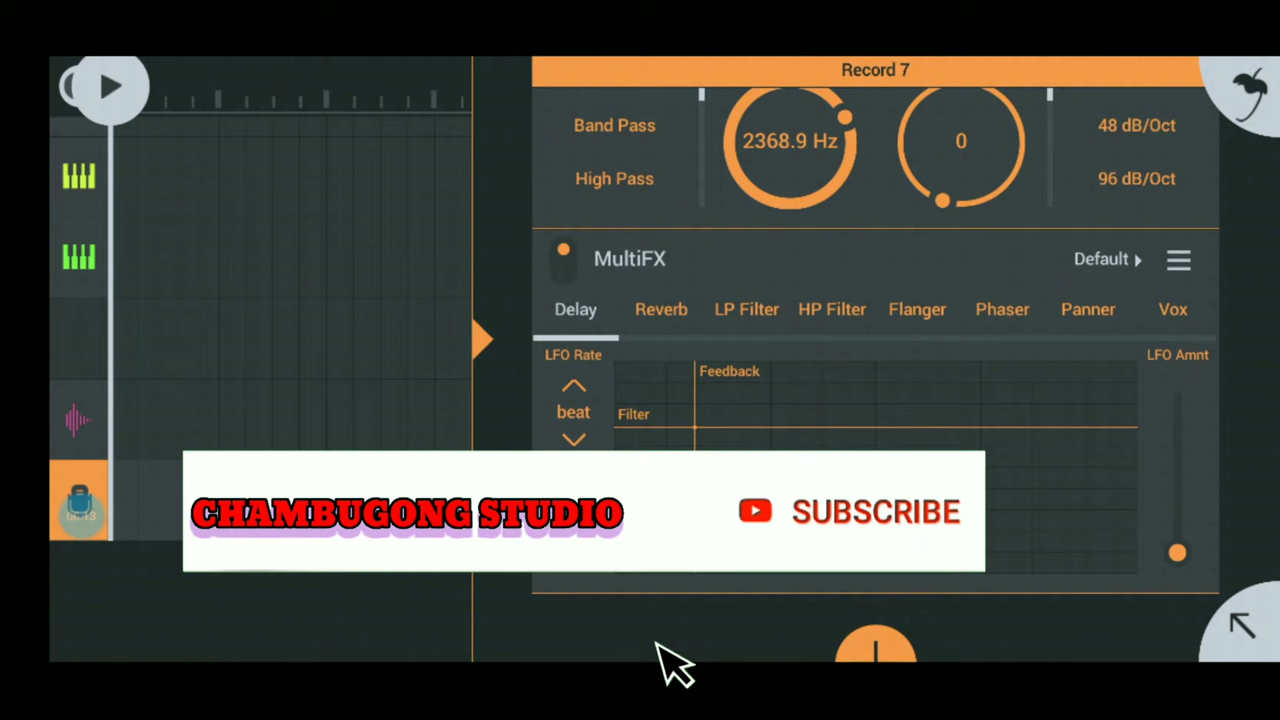 Record 7
Band Pass
2368.9 Hz
0
48 dB/Oct
High Pass
96 dB/Oct
MultiFX
Default
Delay
Reverb
LP Filter
HP Filter
Flanger
Phaser
Panner
Vox
LFO Rate
LFO Amnt
Feedback
beat
Filter
CHAMBUGONG STUDIO
SUBSCRIBE